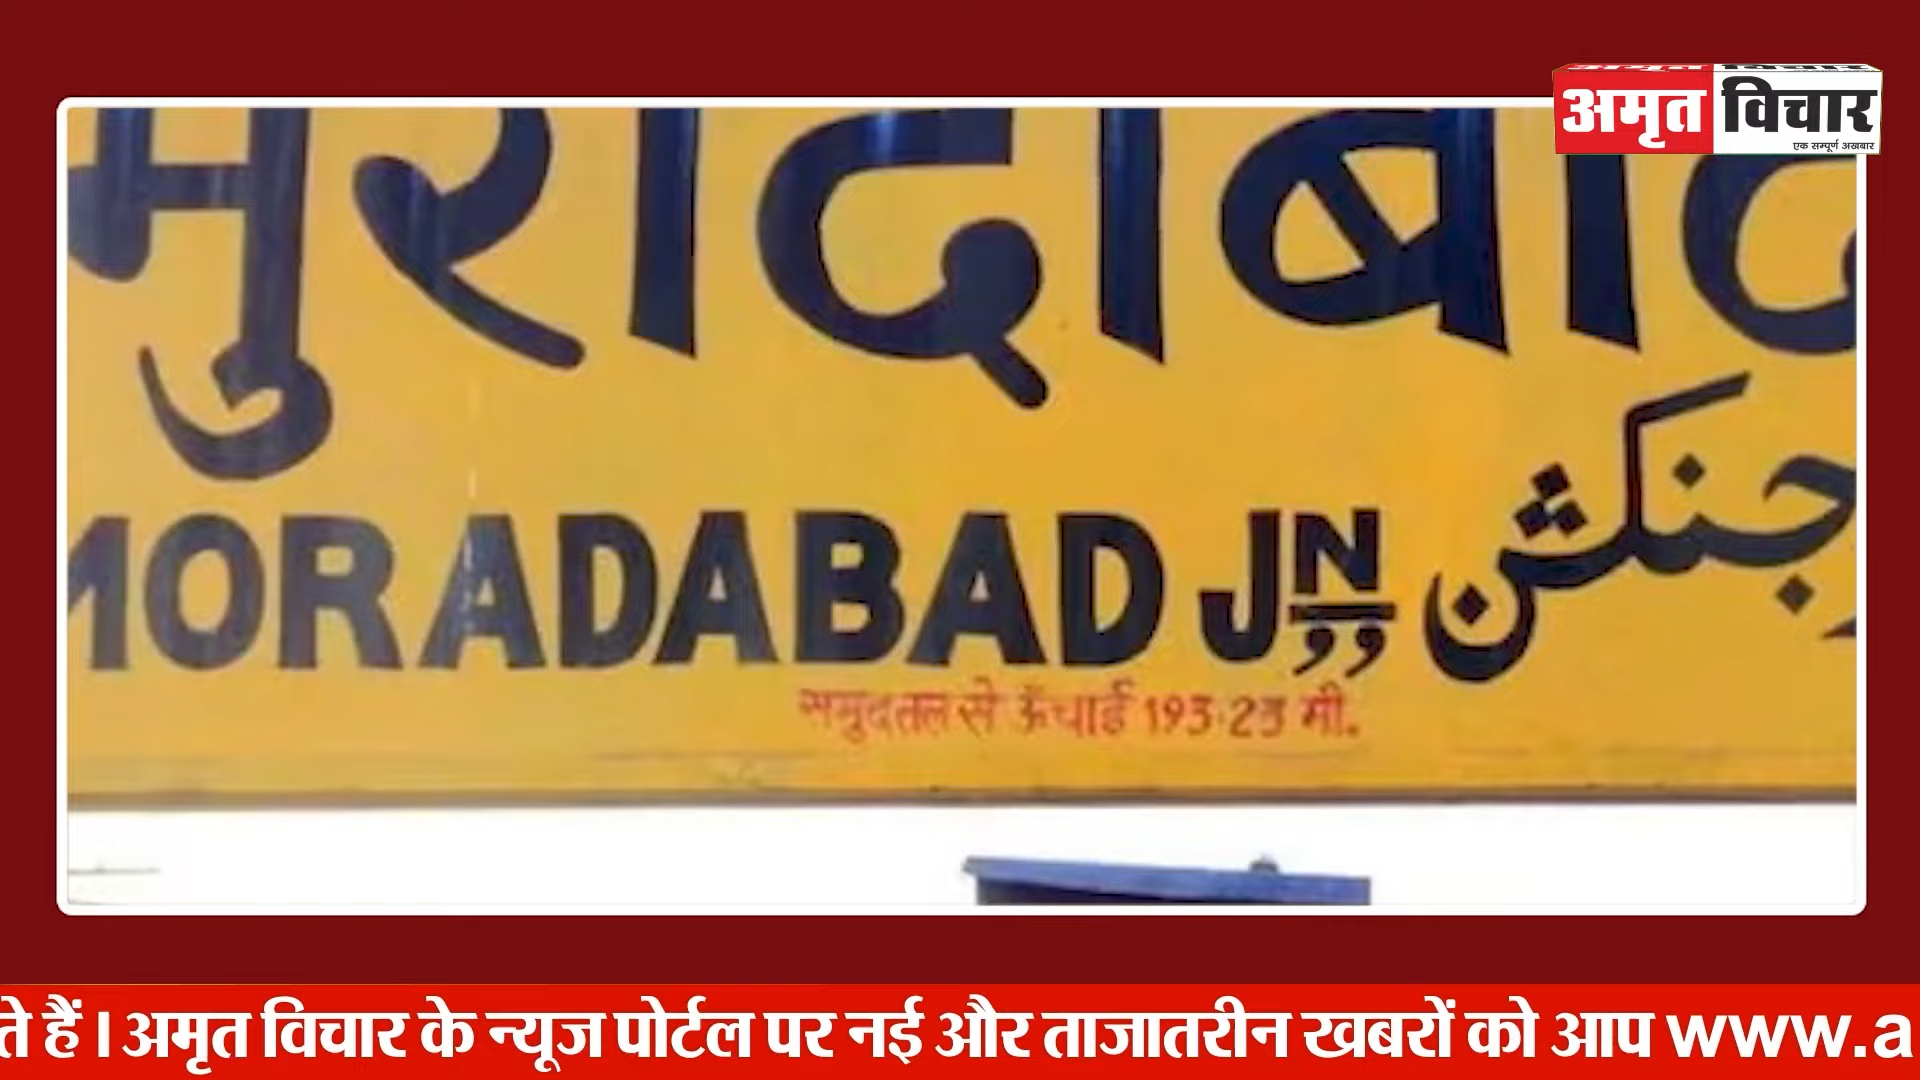 अमृत विचार
एक सम्पूर्ण अखबार
मुरादाबाद
MORADABAD JN
جنکشن
समुद्रतल से ऊँचाई 193.23 मी.
ते हैं । अमृत विचार के न्यूज पोर्टल पर नई और ताजातरीन खबरों को आप www.a